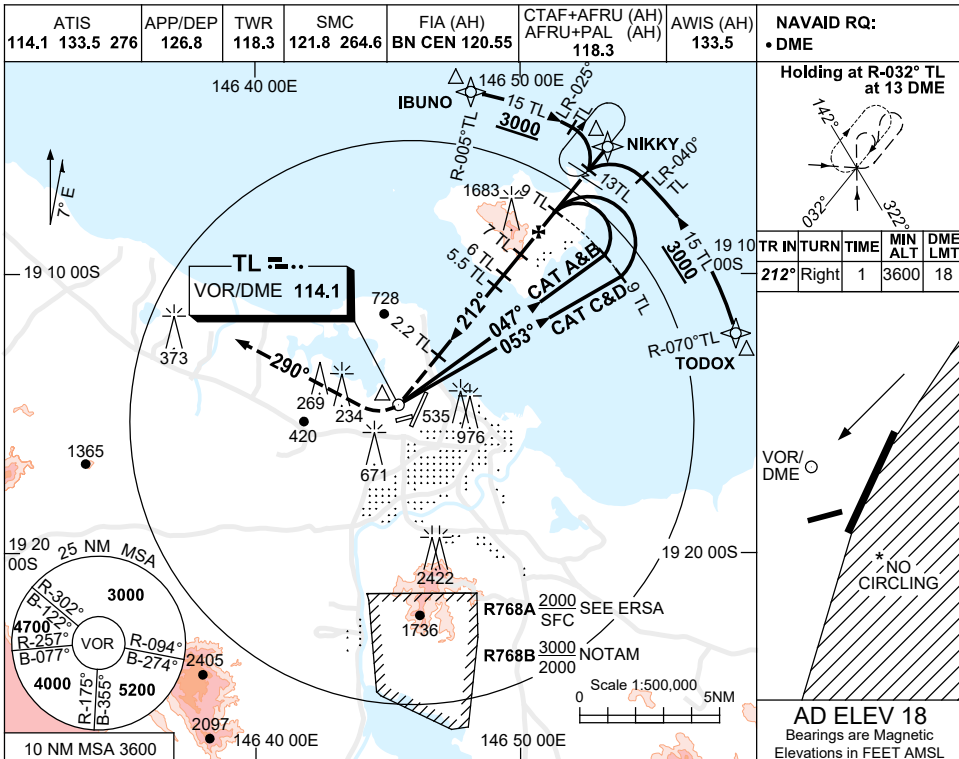 ATIS
114.1 133.5 276
APP/DEP
126.8
TWR
118.3
SMC
121.8 264.6
FIA (AH)
BN CEN 120.55
CTAF+AFRU (AH)
AFRU+PAL (AH)
118.3
AWIS (AH)
133.5
NAVAID RQ:
• DME
146 40 00E
146 50 00E
IBUNO
15 TL
3000
LR-025°
TL
R-005°TL
NIKKY
13TL
LR-040°
TL
15 TL
3000
7° E
1683
9 TL
7 TL
6 TL
5.5 TL
19 10 00S
19 10
00S
TL
VOR/DME 114.1
728
2.2 TL
212°
047°
CAT A&B
053°
CAT C&D
9 TL
R-070°TL
TODOX
373
290°
269
234
420
671
535
976
1365
19 20
00S
19 20 00S
2422
1736
R768A 2000
SFC
SEE ERSA
R768B 3000
2000
NOTAM
25 NM MSA
3000
R-302°
B-122°
4700
R-257°
B-077°
VOR
R-094°
B-274°
4000
R-175°
B-355°
5200
10 NM MSA 3600
2405
2097
146 40 00E
146 50 00E
Scale 1:500,000
0
5NM
Holding at R-032° TL
at 13 DME
142°
032°
322°
TR IN TURN TIME MIN ALT DME LMT
212° Right 1 3600 18
VOR/
DME
*NO
CIRCLING
AD ELEV 18
Bearings are Magnetic
Elevations in FEET AMSL